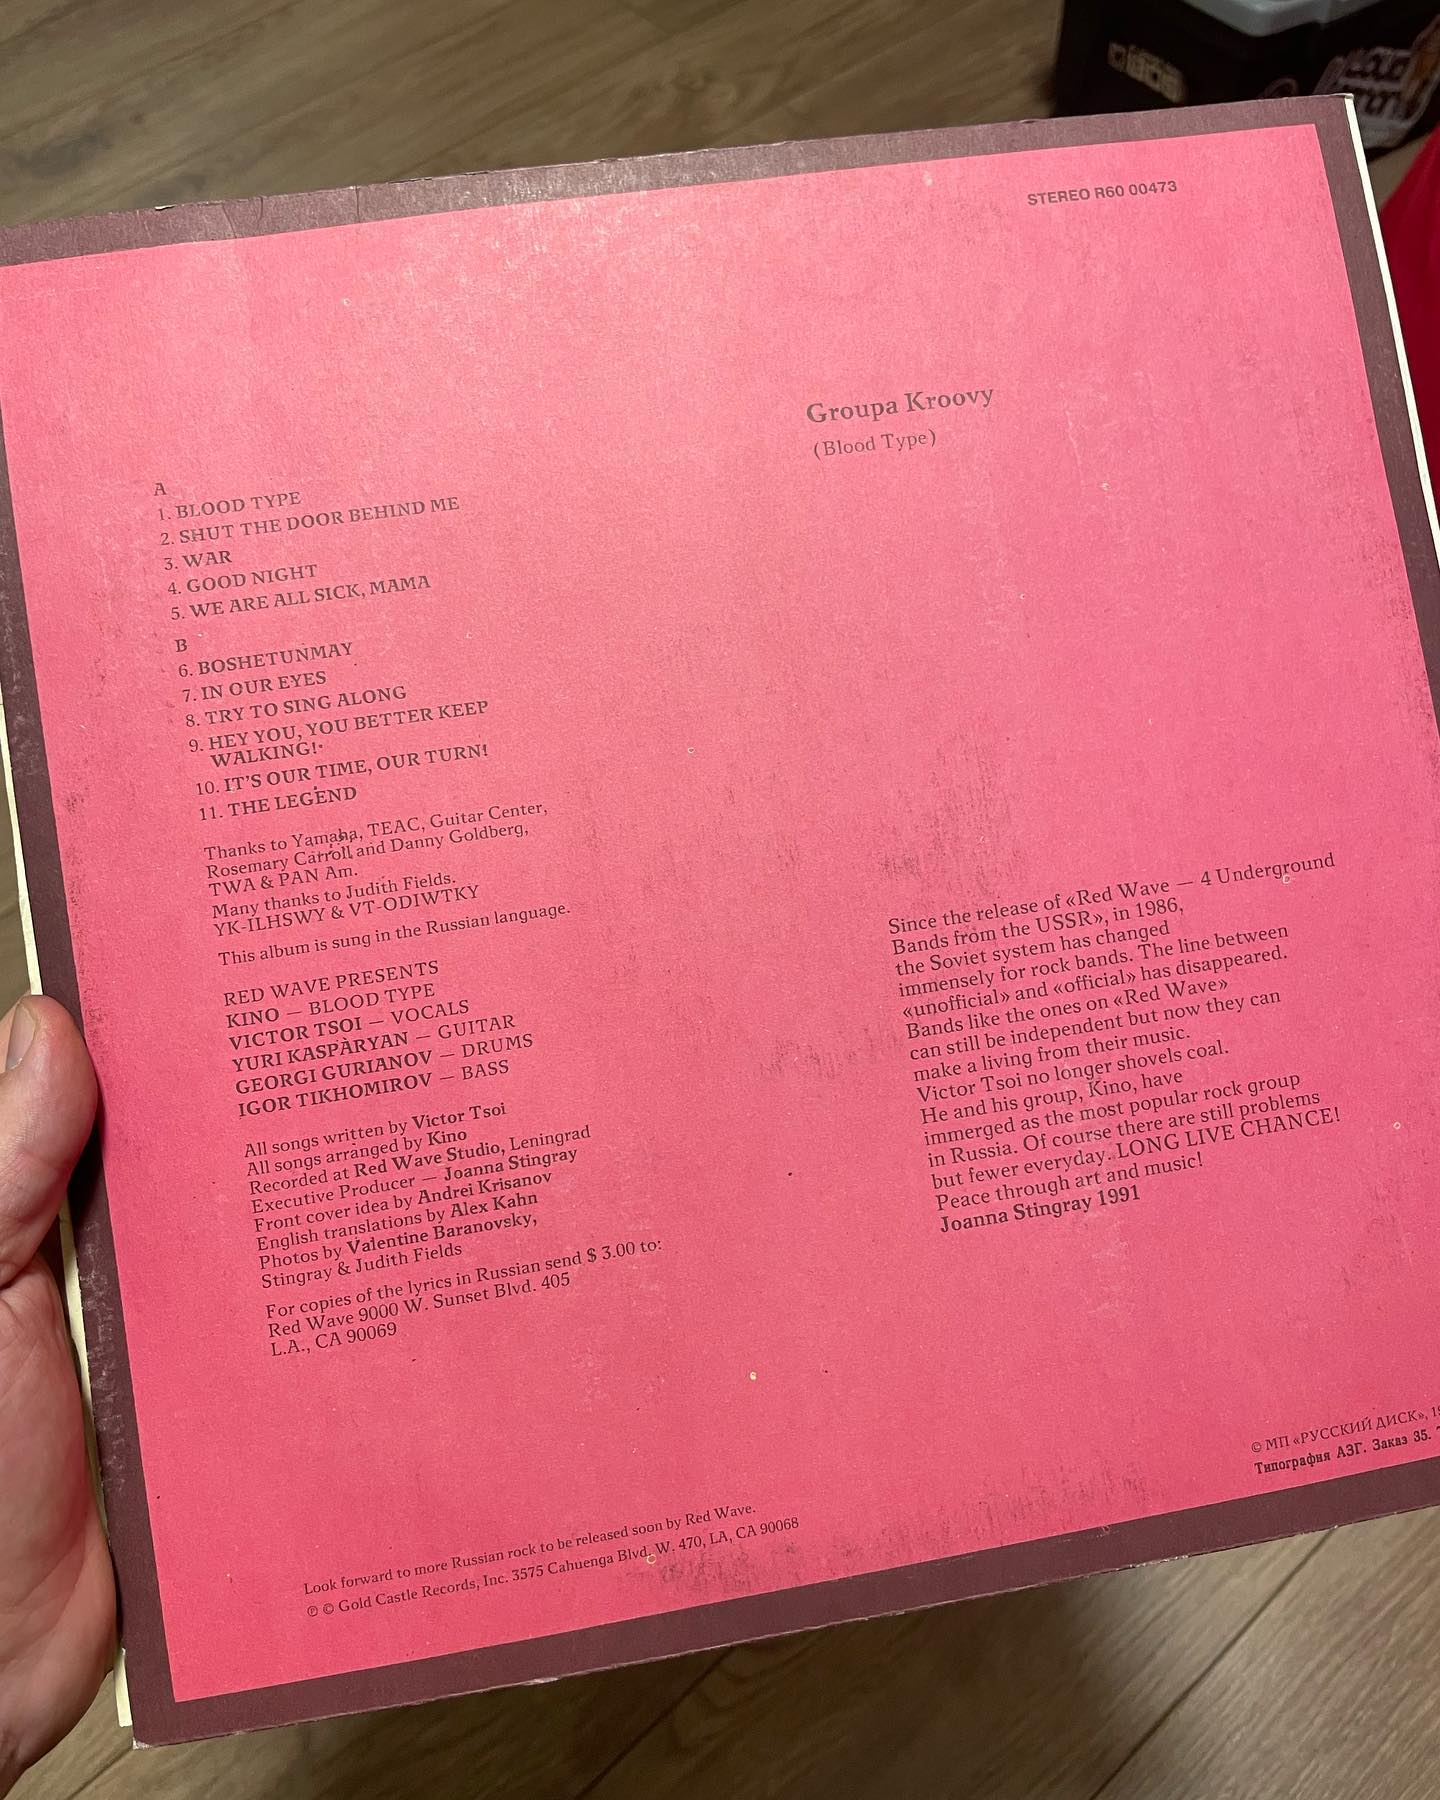 STEREO R60 00473
Groupa Kroovy
(Blood Type)
A
1. BLOOD TYPE
2. SHUT THE DOOR BEHIND ME
3. WAR
4. GOOD NIGHT
5. WE ARE ALL SICK, MAMA
B
6. BOSHETUNMAY
7. IN OUR EYES
8. TRY TO SING ALONG
9. HEY YOU, YOU BETTER KEEP
WALKING!
10. IT'S OUR TIME, OUR TURN!
11. THE LEGEND
Thanks to Yamaha, TEAC, Guitar Center,
Rosemary Carroll and Danny Goldberg,
TWA & PAN Am.
Many thanks to Judith Fields.
YK-ILHSWY & VT-ODIWTKY
This album is sung in the Russian language.
RED WAVE PRESENTS
KINO — BLOOD TYPE
VICTOR TSOI — VOCALS
YURI KASPARYAN — GUITAR
GEORGI GURIANOV — DRUMS
IGOR TIKHOMIROV — BASS
All songs written by Victor Tsoi
All songs arranged by Kino
Recorded at Red Wave Studio, Leningrad
Executive Producer — Joanna Stingray
Front cover idea by Andrei Krisanov
English translations by Alex Kahn
Photos by Valentine Baranovsky,
Stingray & Judith Fields
For copies of the lyrics in Russian send $ 3.00 to:
Red Wave 9000 W. Sunset Blvd. 405
L.A., CA 90069
Since the release of «Red Wave — 4 Underground
Bands from the USSR», in 1986,
the Soviet system has changed
immensely for rock bands. The line between
«unofficial» and «official» has disappeared.
Bands like the ones on «Red Wave»
can still be independent but now they can
make a living from their music.
Victor Tsoi no longer shovels coal.
He and his group, Kino, have
immerged as the most popular rock group
in Russia. Of course there are still problems
but fewer everyday. LONG LIVE CHANCE!
Peace through art and music!
Joanna Stingray 1991
© МП «РУССКИЙ ДИСК»,
Типография АЗГ. Заказ 35.
Look forward to more Russian rock to be released soon by Red Wave.
℗ © Gold Castle Records, Inc. 3575 Cahuenga Blvd. W. 470, LA, CA 90068